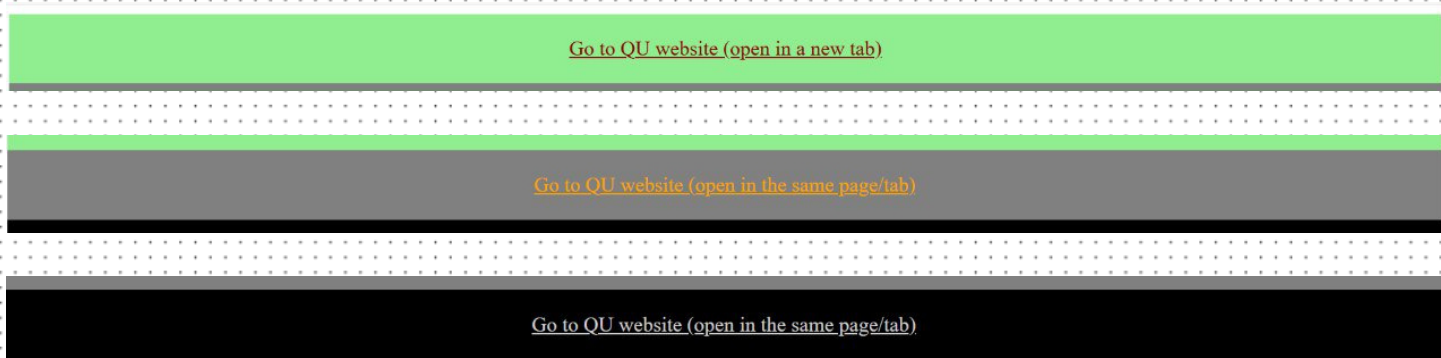 Go to QU website (open in a new tab)
Go to QU website (open in the same page/tab)
Go to QU website (open in the same page/tab)